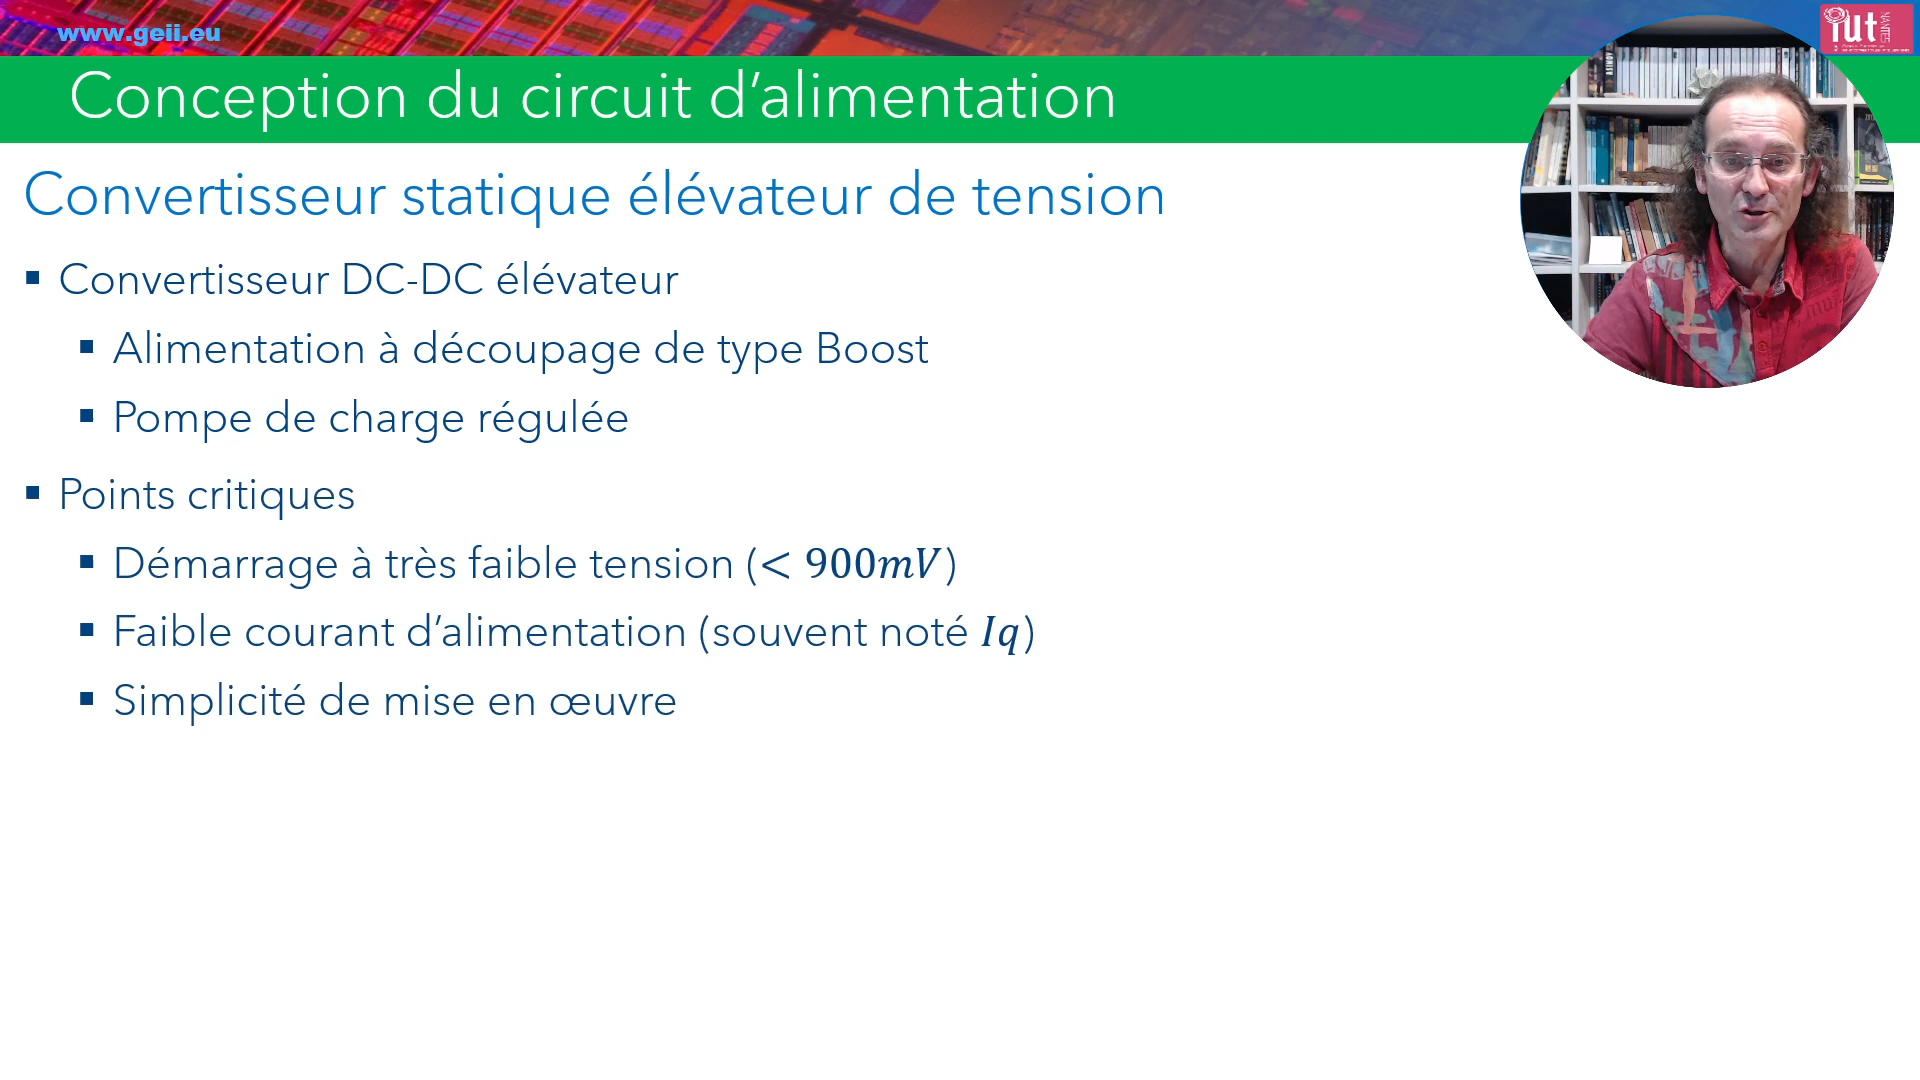 www.geii.eu
iut
NANTES
Conception du circuit d’alimentation
Convertisseur statique élévateur de tension
▪ Convertisseur DC-DC élévateur
▪ Alimentation à découpage de type Boost
▪ Pompe de charge régulée
▪ Points critiques
▪ Démarrage à très faible tension (< 900mV)
▪ Faible courant d’alimentation (souvent noté Iq)
▪ Simplicité de mise en œuvre